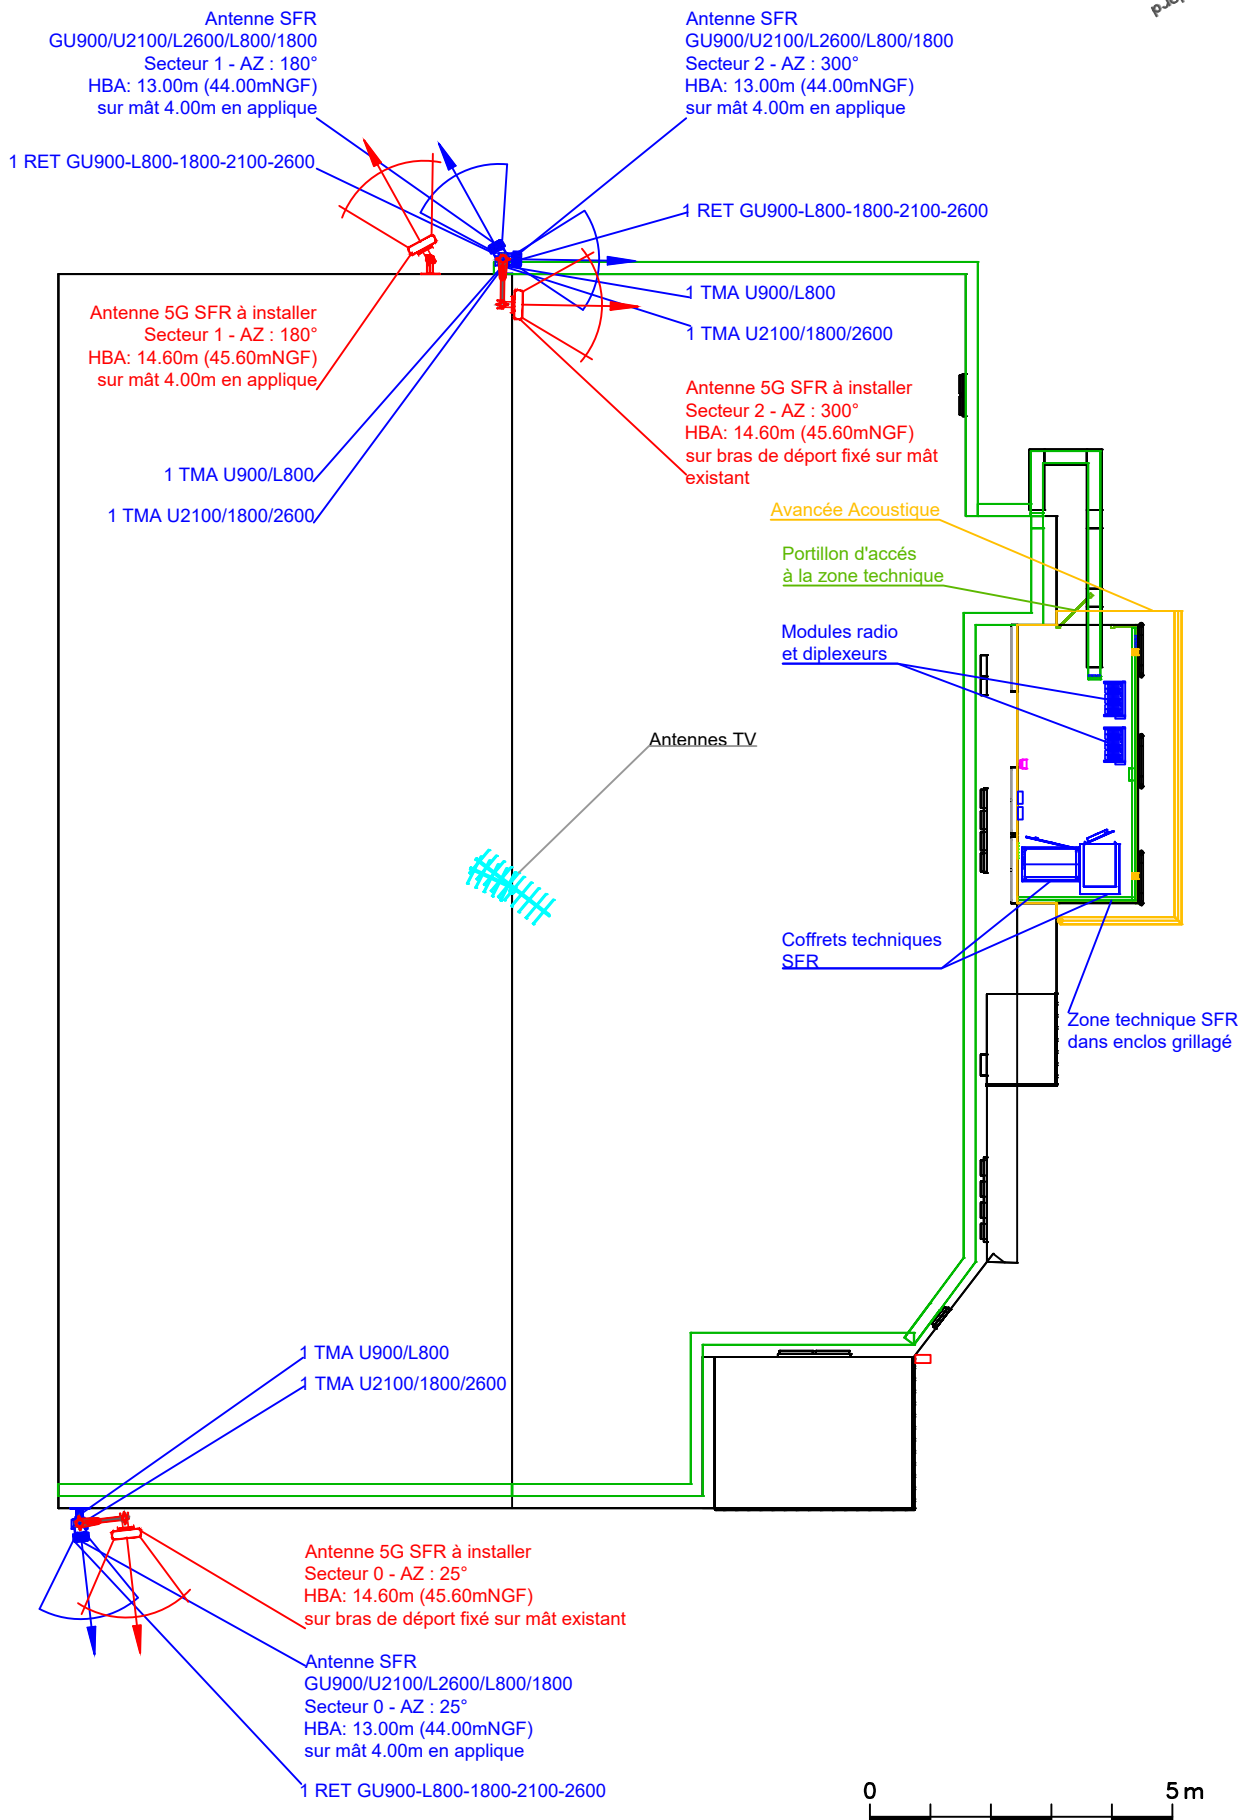 Antenne SFR
GU900/U2100/L2600/L800/1800
Secteur 1 - AZ : 180°
HBA: 13.00m (44.00mNGF)
sur mât 4.00m en applique
Antenne SFR
GU900/U2100/L2600/L800/1800
Secteur 2 - AZ : 300°
HBA: 13.00m (44.00mNGF)
sur mât 4.00m en applique
1 RET GU900-L800-1800-2100-2600
1 RET GU900-L800-1800-2100-2600
1 TMA U900/L800
1 TMA U2100/1800/2600
Antenne 5G SFR à installer
Secteur 1 - AZ : 180°
HBA: 14.60m (45.60mNGF)
sur mât 4.00m en applique
Antenne 5G SFR à installer
Secteur 2 - AZ : 300°
HBA: 14.60m (45.60mNGF)
sur bras de déport fixé sur mât
existant
1 TMA U900/L800
1 TMA U2100/1800/2600
Avancée Acoustique
Portillon d'accés
à la zone technique
Modules radio
et diplexeurs
Antennes TV
Coffrets techniques
SFR
Zone technique SFR
dans enclos grillagé
1 TMA U900/L800
1 TMA U2100/1800/2600
Antenne 5G SFR à installer
Secteur 0 - AZ : 25°
HBA: 14.60m (45.60mNGF)
sur bras de déport fixé sur mât existant
Antenne SFR
GU900/U2100/L2600/L800/1800
Secteur 0 - AZ : 25°
HBA: 13.00m (44.00mNGF)
sur mât 4.00m en applique
1 RET GU900-L800-1800-2100-2600
0 5 m